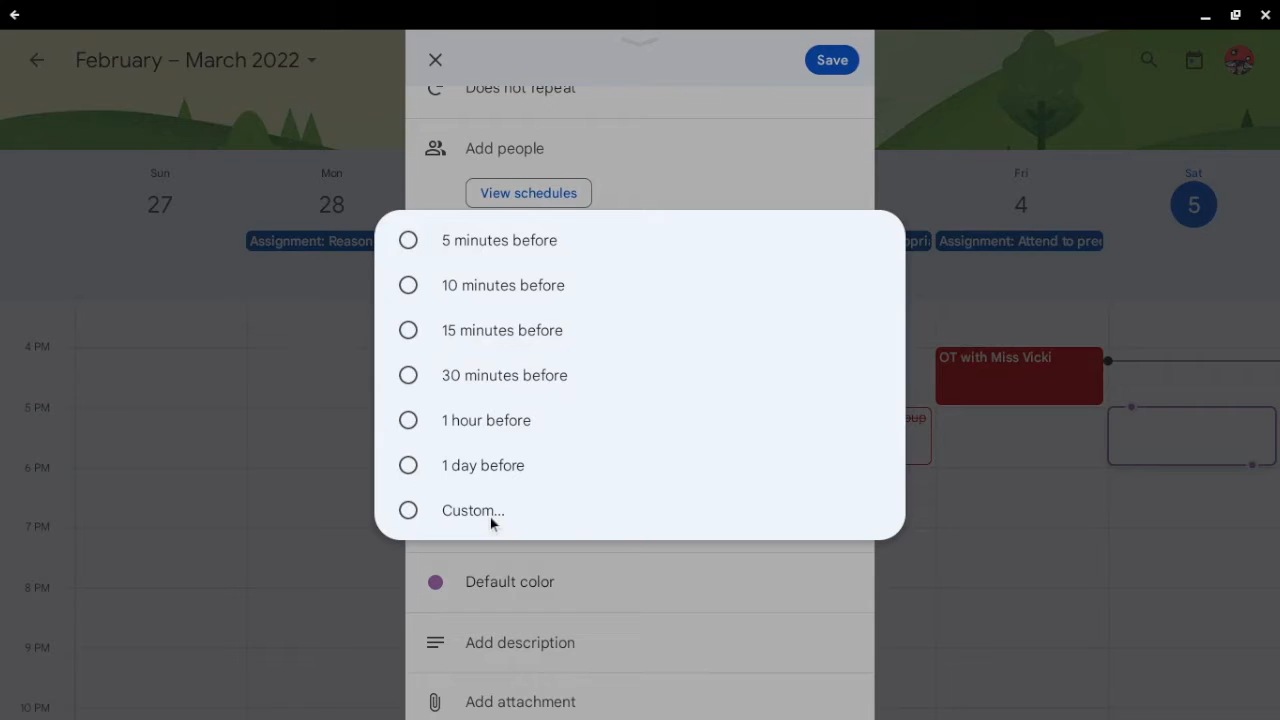 February – March 2022
Save
Does not repeat
Add people
View schedules
Sun
27
Mon
28
Fri
4
Sat
5
Assignment: Reason
Assignment: Attend to pre
5 minutes before
10 minutes before
15 minutes before
30 minutes before
1 hour before
1 day before
Custom...
4 PM
5 PM
6 PM
7 PM
8 PM
9 PM
10 PM
OT with Miss Vicki
Default color
Add description
Add attachment